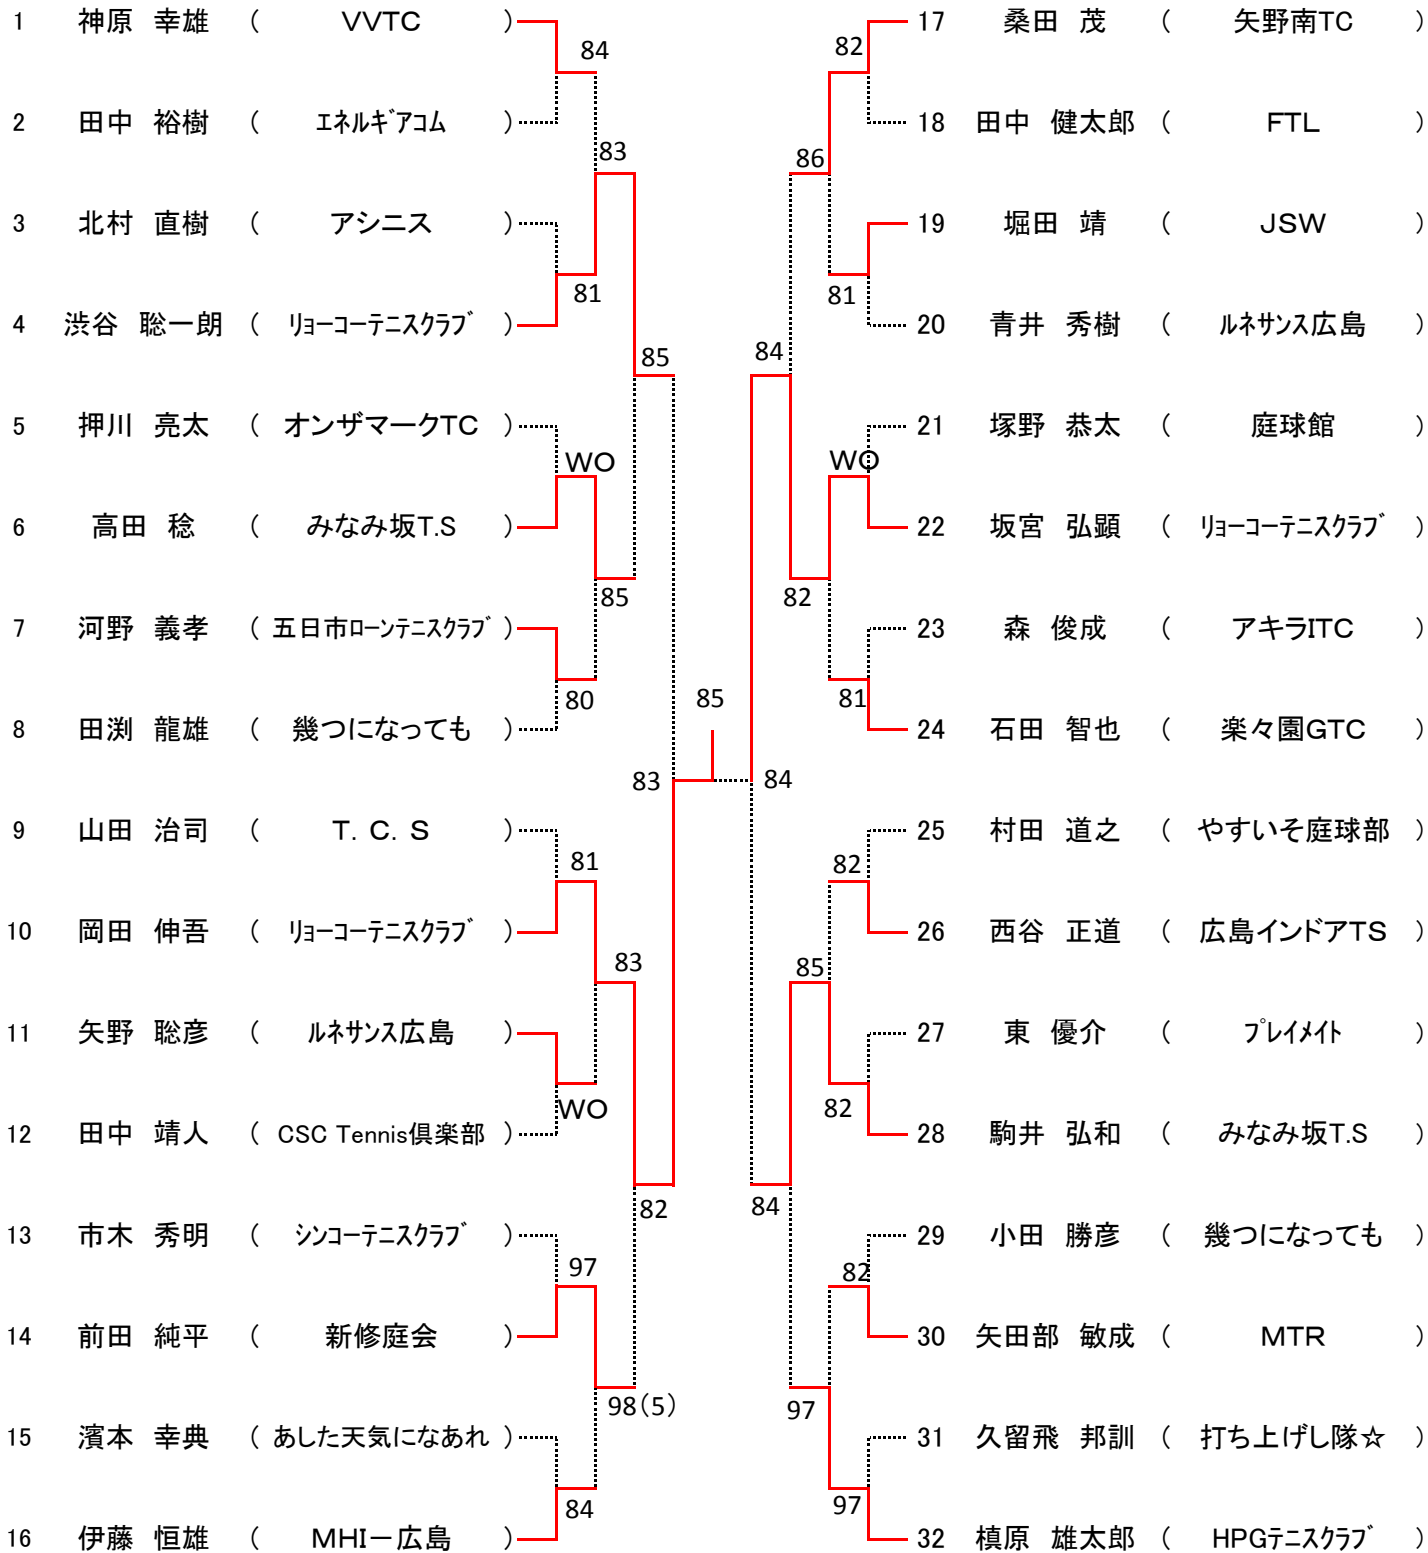 1 神原 幸雄 ( VVTC )
84
2 田中 裕樹 ( エネルギアコム )
83
3 北村 直樹 ( アシニス )
81
4 渋谷 聡一朗 ( リョーコーテニスクラブ )
85
5 押川 亮太 ( オンザマークTC )
WO
6 高田 稔 ( みなみ坂T.S )
85
7 河野 義孝 ( 五日市ローンテニスクラブ )
80
8 田渕 龍雄 ( 幾つになっても )
83
9 山田 治司 ( T. C. S )
81
10 岡田 伸吾 ( リョーコーテニスクラブ )
83
11 矢野 聡彦 ( ルネサンス広島 )
WO
12 田中 靖人 ( CSC Tennis倶楽部 )
82
13 市木 秀明 ( シンコーテニスクラブ )
97
14 前田 純平 ( 新修庭会 )
98(5)
15 濱本 幸典 ( あした天気になあれ )
84
16 伊藤 恒雄 ( MHI－広島 )
85
17 桑田 茂 ( 矢野南TC )
82
18 田中 健太郎 ( FTL )
86
19 堀田 靖 ( JSW )
81
20 青井 秀樹 ( ルネサンス広島 )
84
21 塚野 恭太 ( 庭球館 )
WO
22 坂宮 弘顕 ( リョーコーテニスクラブ )
82
23 森 俊成 ( アキラITC )
81
24 石田 智也 ( 楽々園GTC )
84
25 村田 道之 ( やすいそ庭球部 )
82
26 西谷 正道 ( 広島インドアTS )
85
27 東 優介 ( プレイメイト )
82
28 駒井 弘和 ( みなみ坂T.S )
84
29 小田 勝彦 ( 幾つになっても )
82
30 矢田部 敏成 ( MTR )
97
31 久留飛 邦訓 ( 打ち上げし隊☆ )
97
32 槙原 雄太郎 ( HPGテニスクラブ )